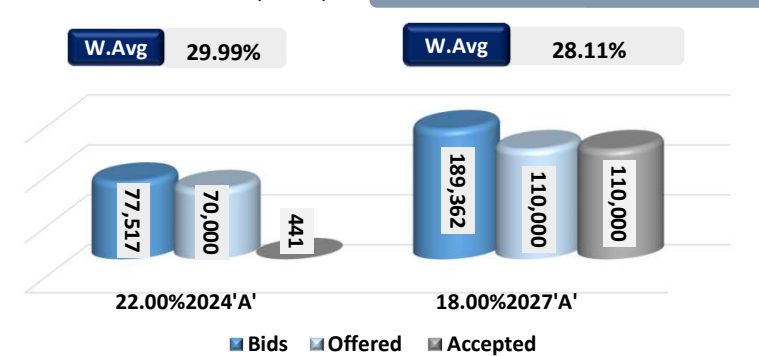 W.Avg 29.99%
W.Avg 28.11%
77,517
70,000
441
189,362
110,000
110,000
22.00%2024'A'
18.00%2027'A'
Bids Offered Accepted